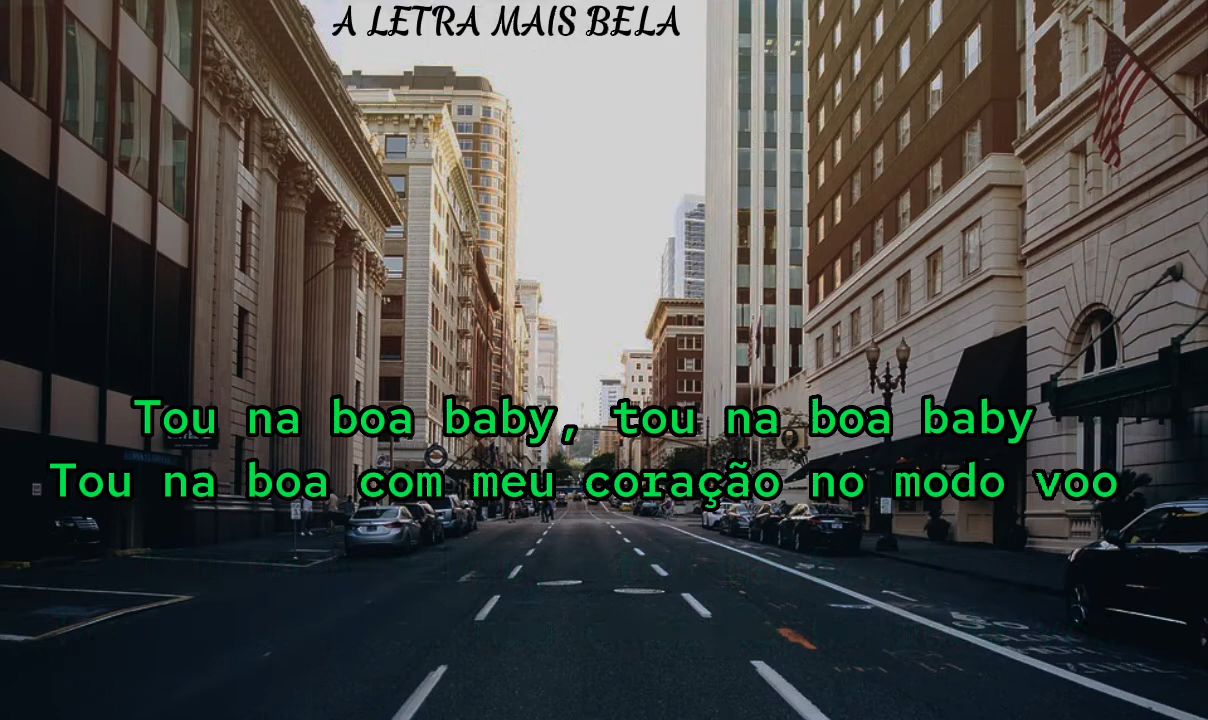 A LETRA MAIS BELA
Tou na boa baby, tou na boa baby
Tou na boa com meu coração no modo voo